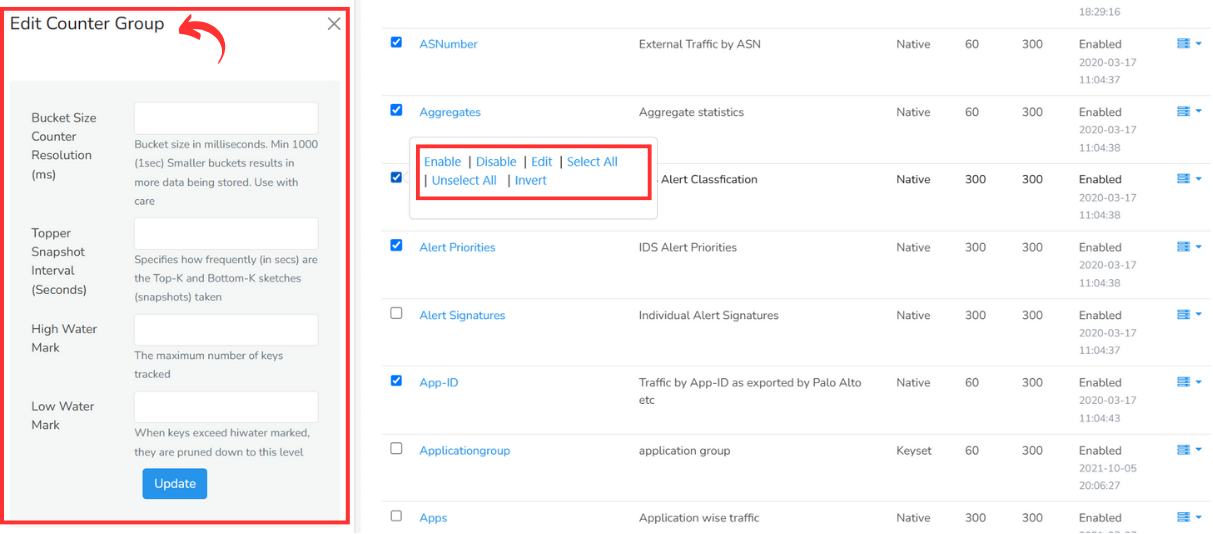 Edit Counter Group
Bucket Size
Counter
Resolution
(ms)
Bucket size in milliseconds. Min 1000
(1sec) Smaller buckets results in
more data being stored. Use with
care
Topper
Snapshot
Interval
(Seconds)
Specifies how frequently (in secs) are
the Top-K and Bottom-K sketches
(snapshots) taken
High Water
Mark
The maximum number of keys
tracked
Low Water
Mark
When keys exceed hiwater marked,
they are pruned down to this level
Update
18:29:16
ASNumber External Traffic by ASN Native 60 300 Enabled
2020-03-17
11:04:37
Aggregates Aggregate statistics Native 60 300 Enabled
2020-03-17
11:04:38
Enable | Disable | Edit | Select All
| Unselect All | Invert
Alert Classfication Native 300 300 Enabled
2020-03-17
11:04:38
Alert Priorities IDS Alert Priorities Native 300 300 Enabled
2020-03-17
11:04:38
Alert Signatures Individual Alert Signatures Native 300 300 Enabled
2020-03-17
11:04:37
App-ID Traffic by App-ID as exported by Palo Alto Native 60 300 Enabled
etc 2020-03-17
11:04:43
Applicationgroup application group Keyset 60 300 Enabled
2021-10-05
20:06:27
Apps Application wise traffic Native 300 300 Enabled